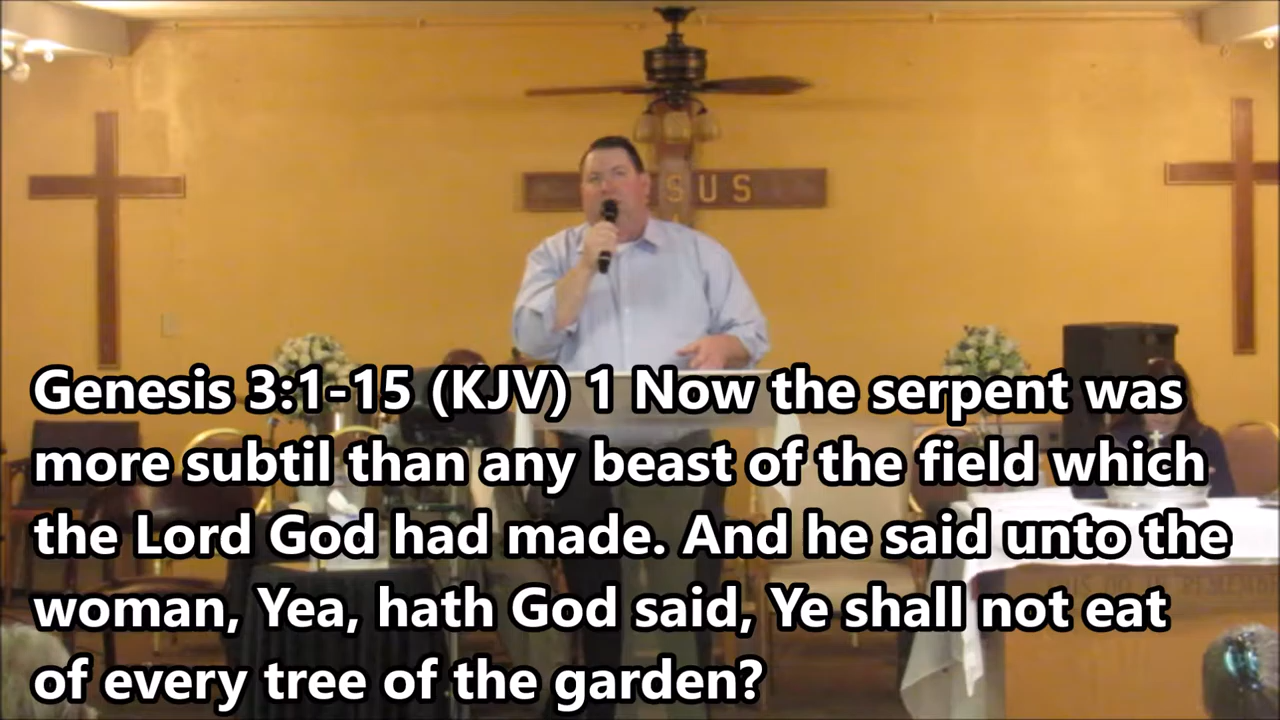 SUS
Genesis 3:1-15 (KJV) 1 Now the serpent was
more subtil than any beast of the field which
the Lord God had made. And he said unto the
woman, Yea, hath God said, Ye shall not eat
of every tree of the garden?